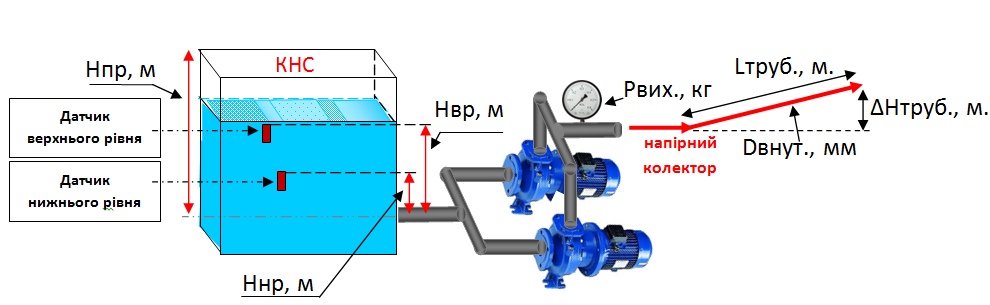 Нпр, м
КНС
Датчик
верхнього рівня
Датчик
нижнього рівня
Нвр, м
Ннр, м
Рвих., кг
Lтруб., м.
ΔНтруб., м.
напірний
колектор
Dвнут., мм